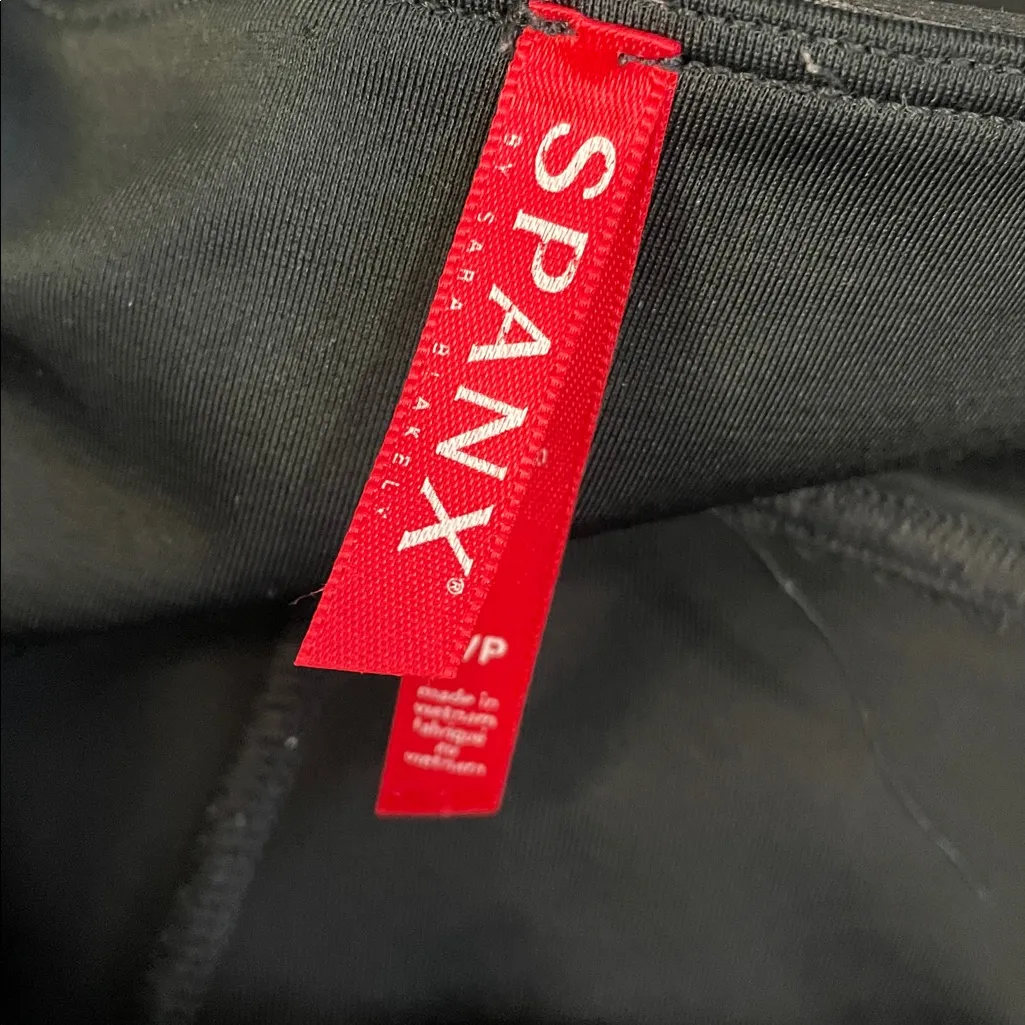 SPANX®
BY SARA BLAKELY
/P
made in
vietnam
fabriqué
au
vietnam